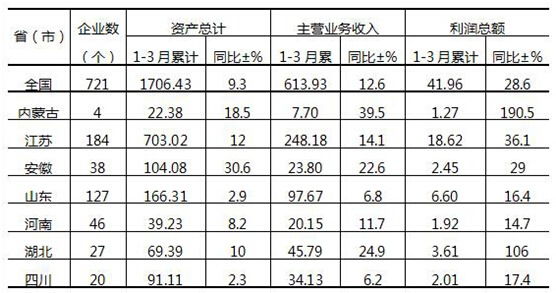 省（市） 企业数（个） 资产总计 主营业务收入 利润总额
1-3月累计 同比±% 1-3月累 同比±% 1-3月累计 同比±%
全国 721 1706.43 9.3 613.93 12.6 41.96 28.6
内蒙古 4 22.38 18.5 7.70 39.5 1.27 190.5
江苏 184 703.02 12 248.18 14.1 18.62 36.1
安徽 38 104.08 30.6 23.80 22.6 2.45 29
山东 127 166.31 2.9 97.67 6.8 6.60 16.4
河南 46 39.23 8.2 20.15 11.7 1.92 14.7
湖北 27 69.39 10 45.79 24.9 3.61 106
四川 20 91.11 2.3 34.13 6.2 2.01 17.4